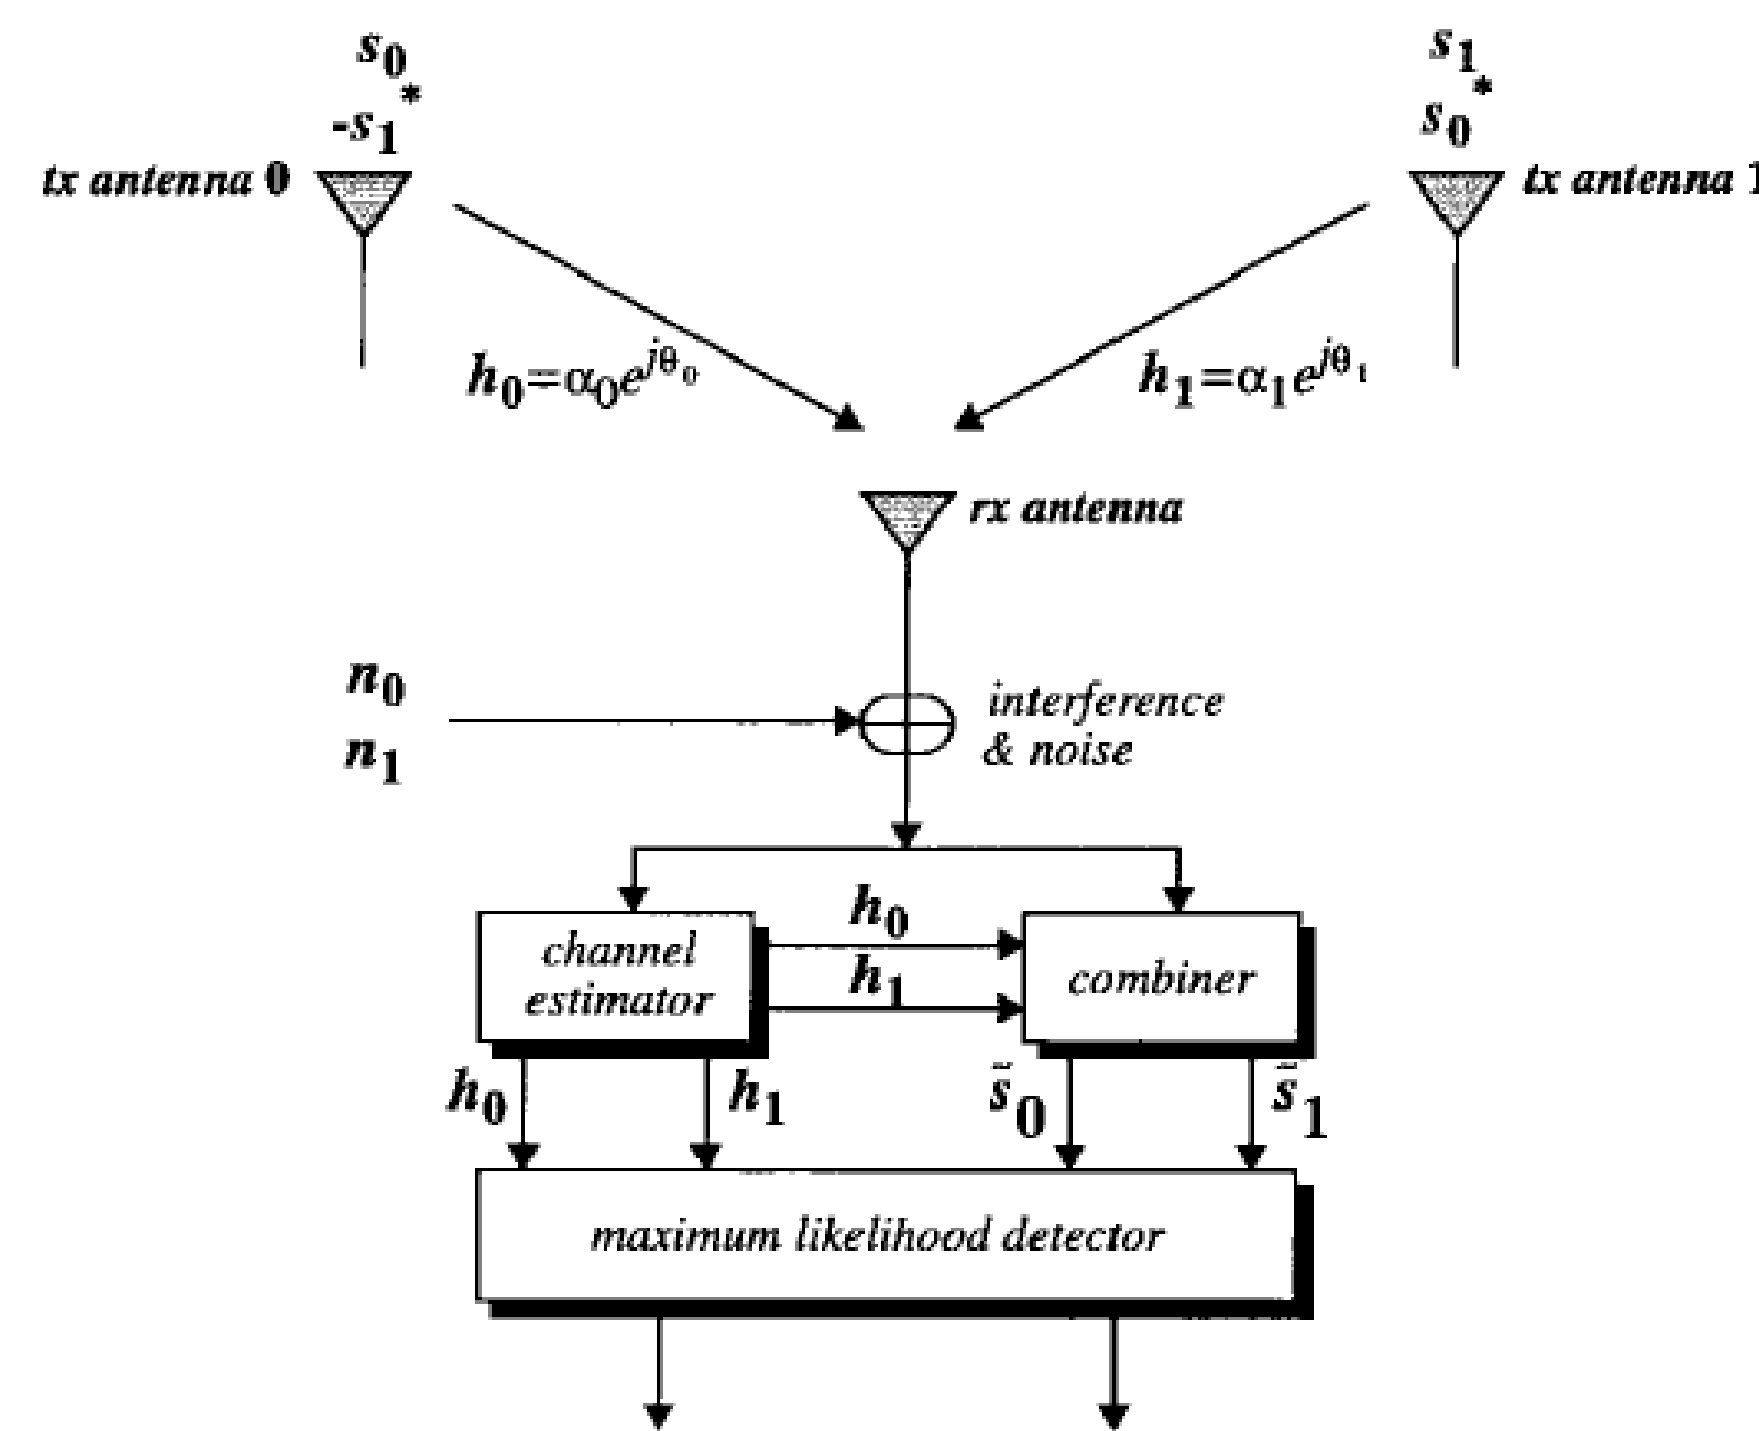 s0 s1
-s1* s0*
tx antenna 0 tx antenna 1
h0=α0e^jθ0 h1=α1e^jθ1
rx antenna
n0
n1
interference
& noise
channel
estimator
h0
h1
combiner
h0 h1 s̃0 s̃1
maximum likelihood detector